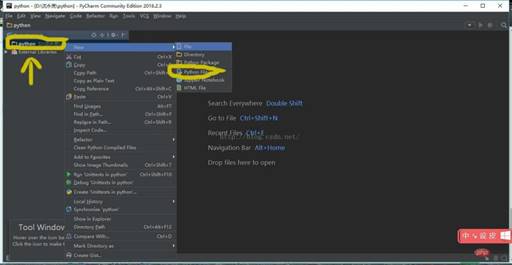 python - [D:\沉永侠\python] - PyCharm Community Edition 2016.2.3
File Edit View Navigate Code Refactor Run Tools VCS Window Help
python
python
External Libraries
New
Cut Ctrl+X
Copy Ctrl+C
Copy Path Ctrl+Shift+C
Copy as Plain Text
Copy Reference Ctrl+Alt+Shift+C
Paste Ctrl+V
Find Usages Alt+F7
Find in Path... Ctrl+Shift+F
Replace in Path... Ctrl+Shift+R
Inspect Code...
Refactor
Clean Python Compiled Files
Add to Favorites
Show Image Thumbnails Ctrl+Shift+T
Run 'Unittests in python' Ctrl+Shift+F10
Debug 'Unittests in python'
Create 'Unittests in python'...
Local History
Synchronize 'python'
Show in Explorer
Directory Path Ctrl+Alt+F12
Compare With... Ctrl+D
Mark Directory as
Create Gist...
File
Directory
Python Package
Python File
Jupyter Notebook
HTML File
Search Everywhere Double Shift
Go to File Ctrl+Shift+N
Recent Files Ctrl+E
http://blog.csdn.net/
Navigation Bar Alt+Home
Drop files here to open
Tool Window
Hover over the icon
Click the icon to make
中
php